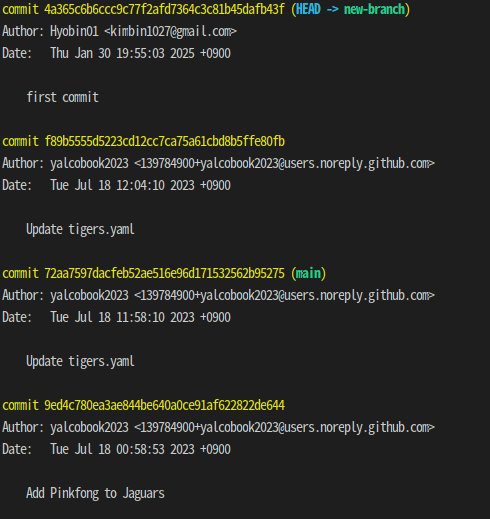 commit 4a365c6b6ccc9c77f2afd7364c3c81b45dafb43f (HEAD -> new-branch)
Author: Hyobin01 <kimbin1027@gmail.com>
Date:   Thu Jan 30 19:55:03 2025 +0900
first commit
commit f89b5555d5223cd12cc7ca75a61cbd8b5ffe80fb
Author: yalcobook2023 <139784900+yalcobook2023@users.noreply.github.com>
Date:   Tue Jul 18 12:04:10 2023 +0900
Update tigers.yaml
commit 72aa7597dacfeb52ae516e96d171532562b95275 (main)
Author: yalcobook2023 <139784900+yalcobook2023@users.noreply.github.com>
Date:   Tue Jul 18 11:58:10 2023 +0900
Update tigers.yaml
commit 9ed4c780ea3ae844be640a0ce91af622822de644
Author: yalcobook2023 <139784900+yalcobook2023@users.noreply.github.com>
Date:   Tue Jul 18 00:58:53 2023 +0900
Add Pinkfong to Jaguars